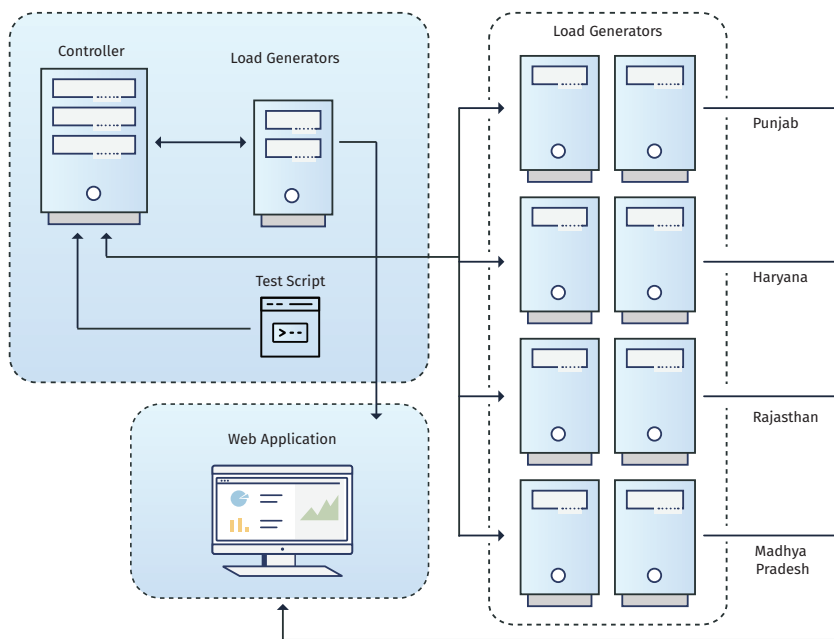 Controller
Load Generators
Test Script
Web Application
Load Generators
Punjab
Haryana
Rajasthan
Madhya
Pradesh